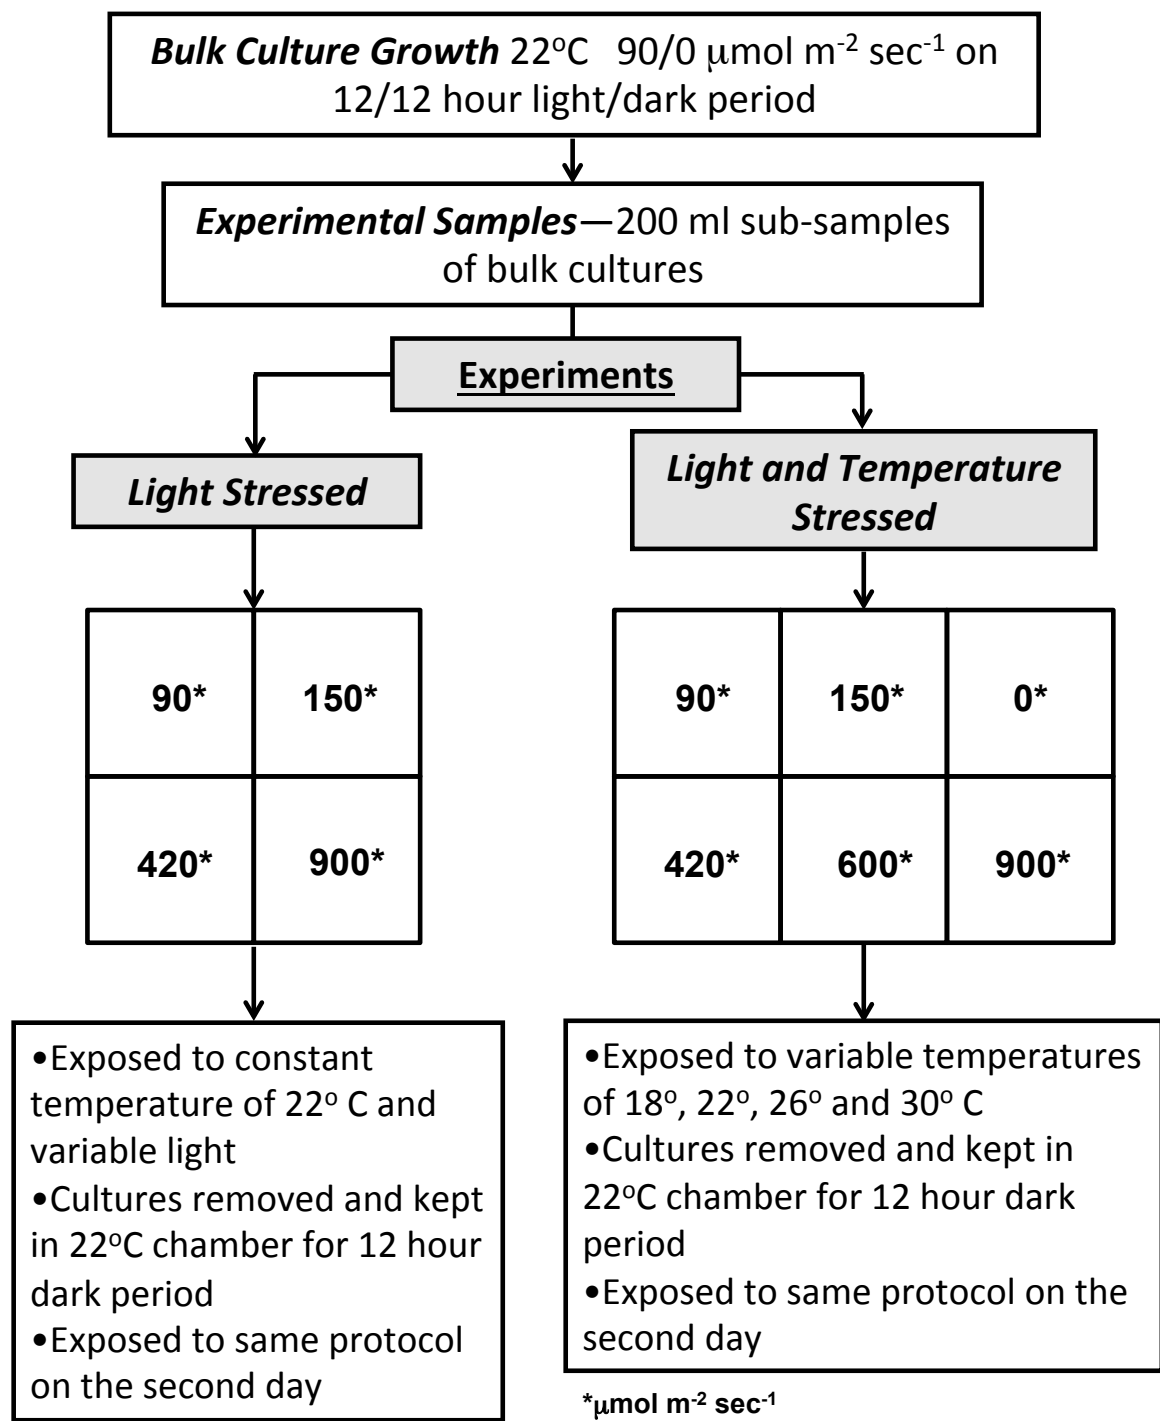 Bulk Culture Growth 22°C 90/0 μmol m⁻² sec⁻¹ on
12/12 hour light/dark period
Experimental Samples—200 ml sub-samples
of bulk cultures
Experiments
Light Stressed
Light and Temperature
Stressed
90* 150*
420* 900*
90* 150* 0*
420* 600* 900*
•Exposed to constant
temperature of 22° C and
variable light
•Cultures removed and kept
in 22°C chamber for 12 hour
dark period
•Exposed to same protocol
on the second day
•Exposed to variable temperatures
of 18°, 22°, 26° and 30° C
•Cultures removed and kept in
22°C chamber for 12 hour dark
period
•Exposed to same protocol on the
second day
*μmol m⁻² sec⁻¹